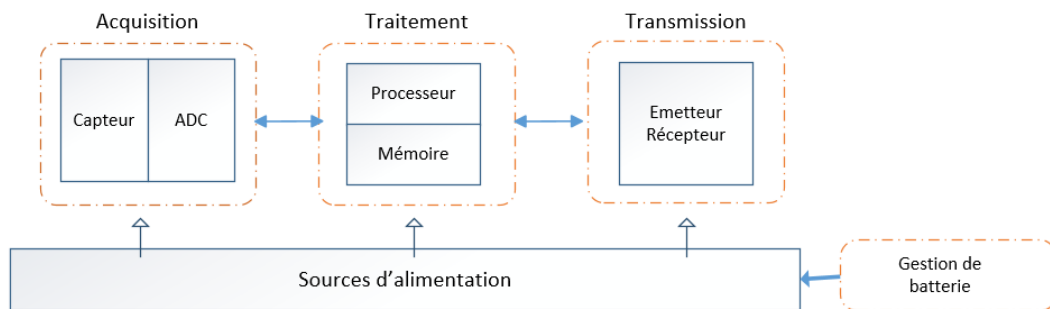 Acquisition
Traitement
Transmission
Capteur
ADC
Processeur
Mémoire
Emetteur
Récepteur
Sources d'alimentation
Gestion de
batterie